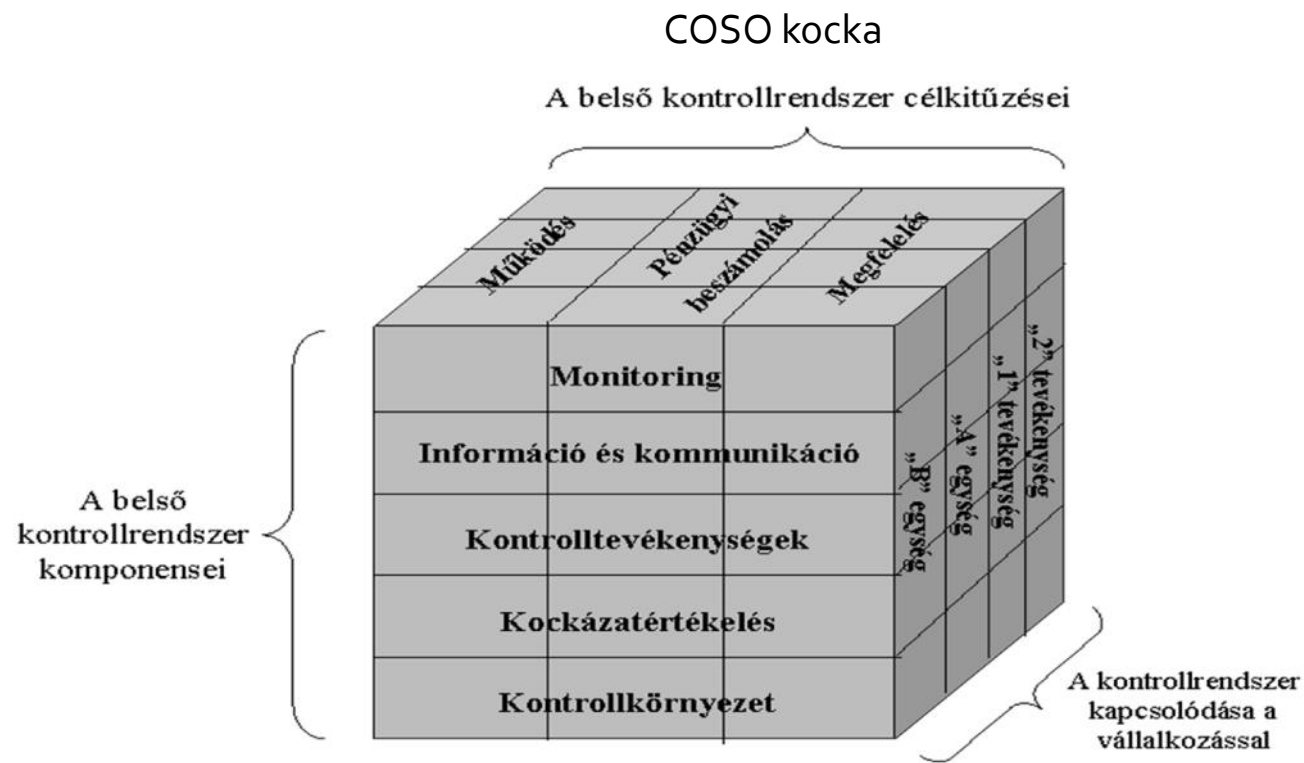 COSO kocka
A belső kontrollrendszer célkitűzései
Működés
Pénzügyi
beszámolás
Megfelelés
Monitoring
Információ és kommunikáció
Kontrolltevékenységek
Kockázatértékelés
Kontrollkörnyezet
„B” egység
„A” egység
„1” tevékenység
„2” tevékenység
A belső
kontrollrendszer
komponensei
A kontrollrendszer
kapcsolódása a
vállalkozással